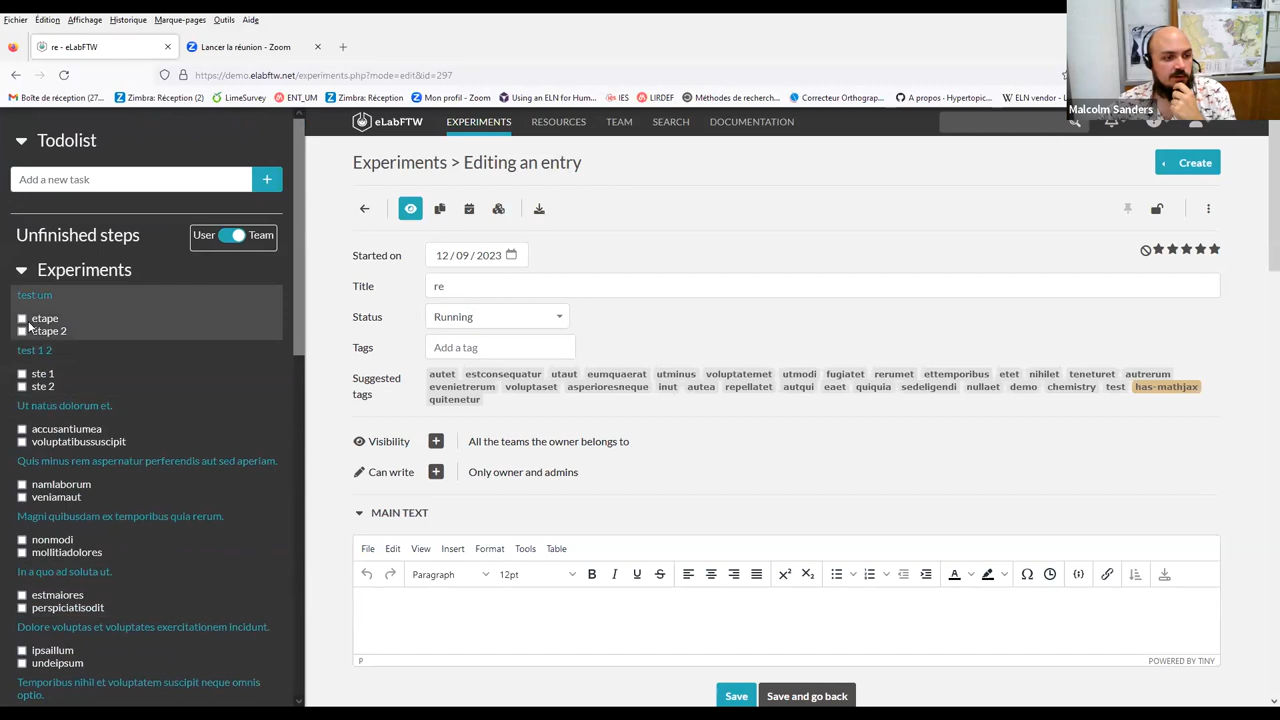 Fichier Édition Affichage Historique Marque-pages Outils Aide
re - eLabFTW
Lancer la réunion - Zoom
https://demo.elabftw.net/experiments.php?mode=edit&id=297
Boîte de réception (27... Zimbra: Réception (2) LimeSurvey ENT_UM Zimbra: Réception Mon profil - Zoom Using an ELN for Hum... IES LIRDEF Méthodes de recherc... Correcteur Orthograp... A propos · Hypertopic... ELN vendor - L
Malcolm Sanders
eLabFTW EXPERIMENTS RESOURCES TEAM SEARCH DOCUMENTATION
Todolist
Add a new task
Unfinished steps
User Team
Experiments
test um
etape
etape 2
test 1 2
ste 1
ste 2
Ut natus dolorum et.
accusantiumea
voluptatibussuscipit
Quis minus rem aspernatur perferendis aut sed aperiam.
namlaborum
veniamaut
Magni quibusdam ex temporibus quia rerum.
nonmodi
mollitiadolores
In a quo ad soluta ut.
estmaiores
perspiciatisodit
Dolore voluptas et voluptates exercitationem incidunt.
ipsaillum
undeipsum
Temporibus nihil et voluptatem suscipit neque omnis
optio.
Experiments > Editing an entry
Create
Started on 12/09/2023
Title re
Status Running
Tags Add a tag
Suggested tags
autet estconsequatur utaut eumquaerat utminus voluptatemet utmodi fugiatet rerumet ettemporibus etet nihilet teneturet autrerum
evenietrerum voluptaset asperioresneque inut autea repellatet autqui eaet quiquia sedeligendi nullaet demo chemistry test has-mathjax
quitenetur
Visibility All the teams the owner belongs to
Can write Only owner and admins
MAIN TEXT
File Edit View Insert Format Tools Table
Paragraph 12pt
P
POWERED BY TINY
Save Save and go back